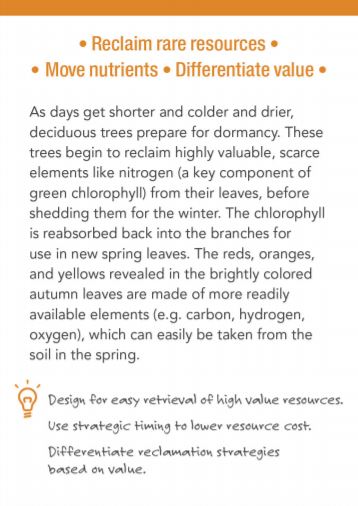 • Reclaim rare resources •
• Move nutrients • Differentiate value •
As days get shorter and colder and drier,
deciduous trees prepare for dormancy. These
trees begin to reclaim highly valuable, scarce
elements like nitrogen (a key component of
green chlorophyll) from their leaves, before
shedding them for the winter. The chlorophyll
is reabsorbed back into the branches for
use in new spring leaves. The reds, oranges,
and yellows revealed in the brightly colored
autumn leaves are made of more readily
available elements (e.g. carbon, hydrogen,
oxygen), which can easily be taken from the
soil in the spring.
Design for easy retrieval of high value resources.
Use strategic timing to lower resource cost.
Differentiate reclamation strategies
based on value.